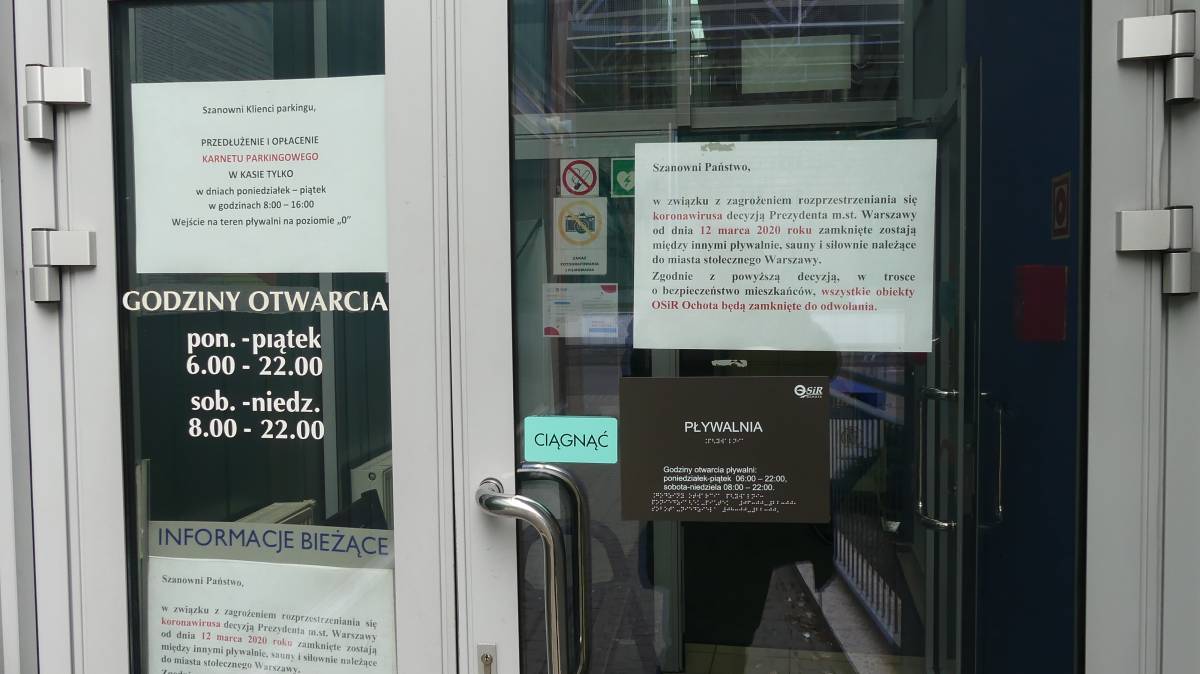 Szanowni Klienci parkingu,
PRZEDŁUŻENIE I OPŁACENIE
KARNETU PARKINGOWEGO
W KASIE TYLKO
w dniach poniedziałek – piątek
w godzinach 8:00 – 16:00
Wejście na teren pływalni na poziomie „0”
GODZINY OTWARCIA
pon. -piątek
6.00 - 22.00
sob. -niedz.
8.00 - 22.00
INFORMACJE BIEŻĄCE
Szanowni Państwo,
w związku z zagrożeniem rozprzestrzeniania się
koronawirusa decyzją Prezydenta m.st. Warszawy
od dnia 12 marca 2020 roku zamknięte zostają
między innymi pływalnie, sauny i siłownie należące
do miasta stołecznego Warszawy.
ZAKAZ
FOTOGRAFOWANIA
I FILMOWANIA
Szanowni Państwo,
w związku z zagrożeniem rozprzestrzeniania się
koronawirusa decyzją Prezydenta m.st. Warszawy
od dnia 12 marca 2020 roku zamknięte zostają
między innymi pływalnie, sauny i siłownie należące
do miasta stołecznego Warszawy.
Zgodnie z powyższą decyzją, w trosce
o bezpieczeństwo mieszkańców, wszystkie obiekty
OSiR Ochota będą zamknięte do odwołania.
CIĄGNĄĆ
OSiR
OCHOTA
PŁYWALNIA
Godziny otwarcia pływalni:
poniedziałek-piątek 06:00 – 22:00,
sobota-niedziela 08:00 – 22:00.